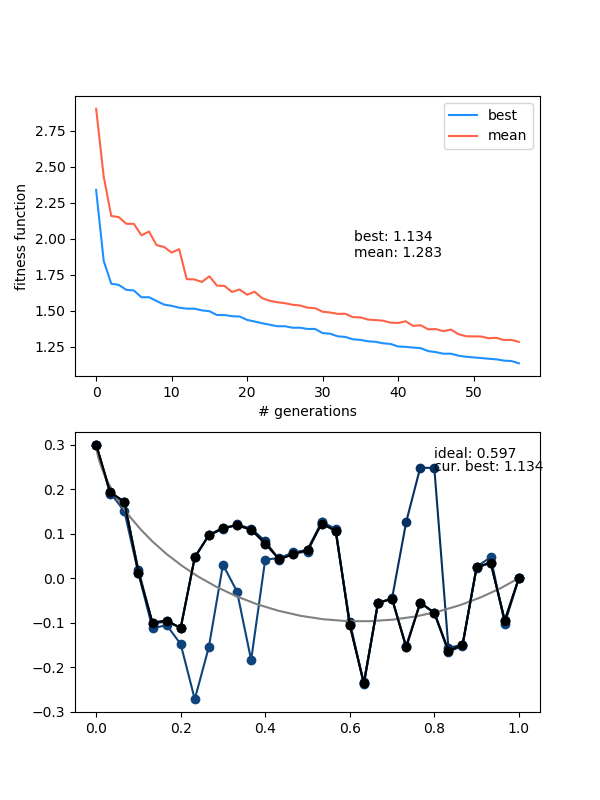 2.75
2.50
2.25
2.00
1.75
1.50
1.25
fitness function
best
mean
best: 1.134
mean: 1.283
0 10 20 30 40 50
# generations
0.3
0.2
0.1
0.0
−0.1
−0.2
−0.3
ideal: 0.597
cur. best: 1.134
0.0 0.2 0.4 0.6 0.8 1.0